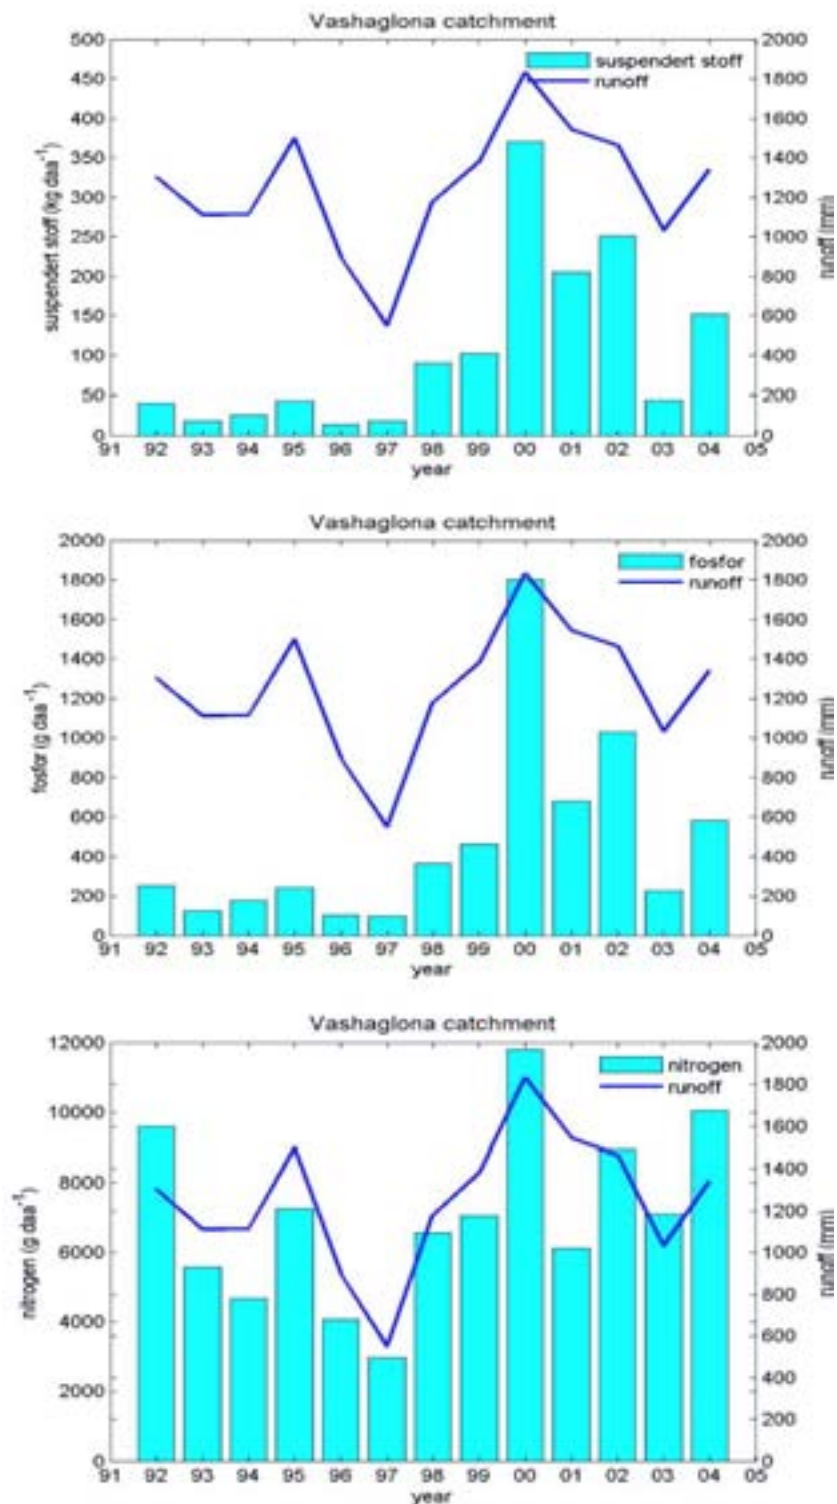 Vashaglona catchment
suspendert stoff
runoff
500
450
400
350
300
250
200
150
100
50
0
suspendert stoff (kg daa⁻¹)
2000
1800
1600
1400
1200
1000
800
600
400
200
0
runoff (mm)
91 92 93 94 95 96 97 98 99 00 01 02 03 04 05
year
Vashaglona catchment
fosfor
runoff
2000
1800
1600
1400
1200
1000
800
600
400
200
0
fosfor (g daa⁻¹)
2000
1800
1600
1400
1200
1000
800
600
400
200
0
runoff (mm)
91 92 93 94 95 96 97 98 99 00 01 02 03 04 05
year
Vashaglona catchment
nitrogen
runoff
12000
10000
8000
6000
4000
2000
0
nitrogen (g daa⁻¹)
2000
1800
1600
1400
1200
1000
800
600
400
200
0
runoff (mm)
91 92 93 94 95 96 97 98 99 00 01 02 03 04 05
year